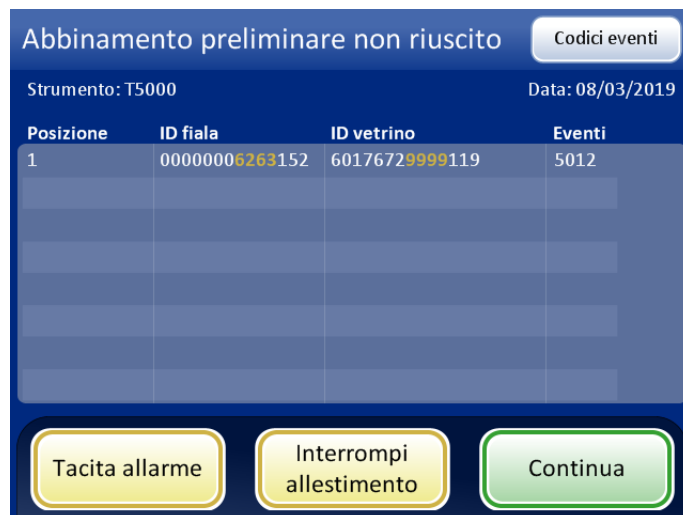 Abbinamento preliminare non riuscito Codici eventi
Strumento: T5000 Data: 08/03/2019
Posizione ID fiala ID vetrino Eventi
1 00000006263152 60176729999119 5012
Tacita allarme Interrompi allestimento Continua